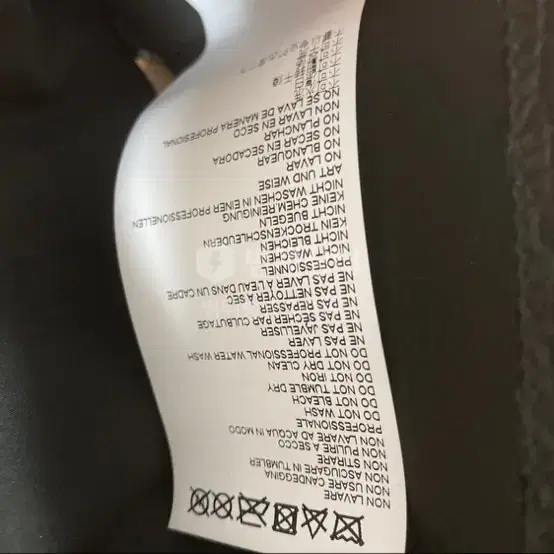 NON LAVARE
NON USARE CANDEGGINA
NON ASCIUGARE IN TUMBLER
NON STIRARE
NON PULIRE A SECCO
NON LAVARE AD ACQUA IN MODO
PROFESSIONALE
DO NOT WASH
DO NOT BLEACH
DO NOT TUMBLE DRY
DO NOT IRON
DO NOT DRY CLEAN
DO NOT PROFESSIONAL WATER WASH
NE PAS LAVER
NE PAS JAVELLISER
NE PAS SÉCHER PAR CULBUTAGE
NE PAS REPASSER
NE PAS NETTOYER À SEC
NE PAS LAVER À L'EAU DANS UN CADRE
PROFESSIONNEL
NICHT WASCHEN
NICHT BLEICHEN
KEIN TROCKENSCHLEUDERN
NICHT BUEGELN
KEINE CHEM.REINIGUNG
NICHT WASCHEN IN EINER PROFESSIONELLEN
ART UND WEISE
NO LAVAR
NO BLANQUEAR
NO SECAR EN SECADORA
NO PLANCHAR
NON LAVAR EN SECO
NO SE LAVA DE MANERA PROFESIONAL